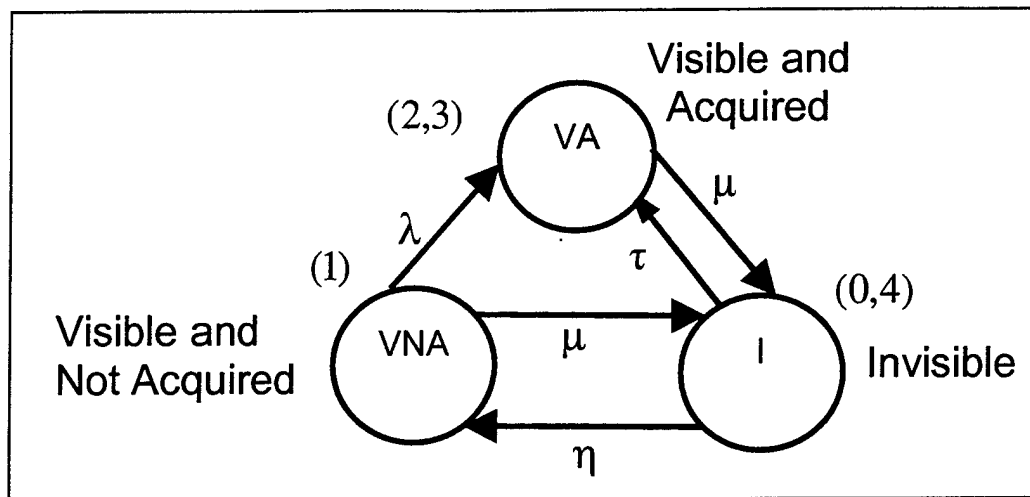 Visible and
Acquired
(2,3)
VA
μ
λ
τ
(1)
(0,4)
Visible and
Not Acquired
VNA
μ
I
Invisible
η